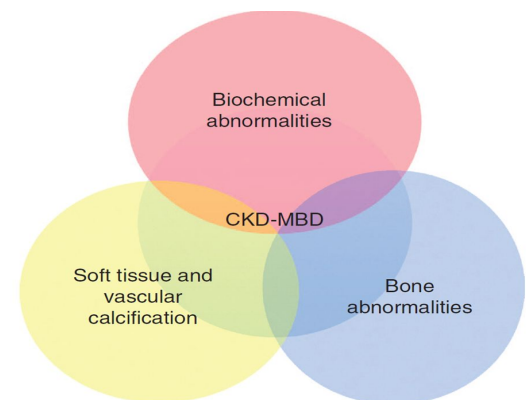 Biochemical
abnormalities
CKD-MBD
Soft tissue and
vascular
calcification
Bone
abnormalities